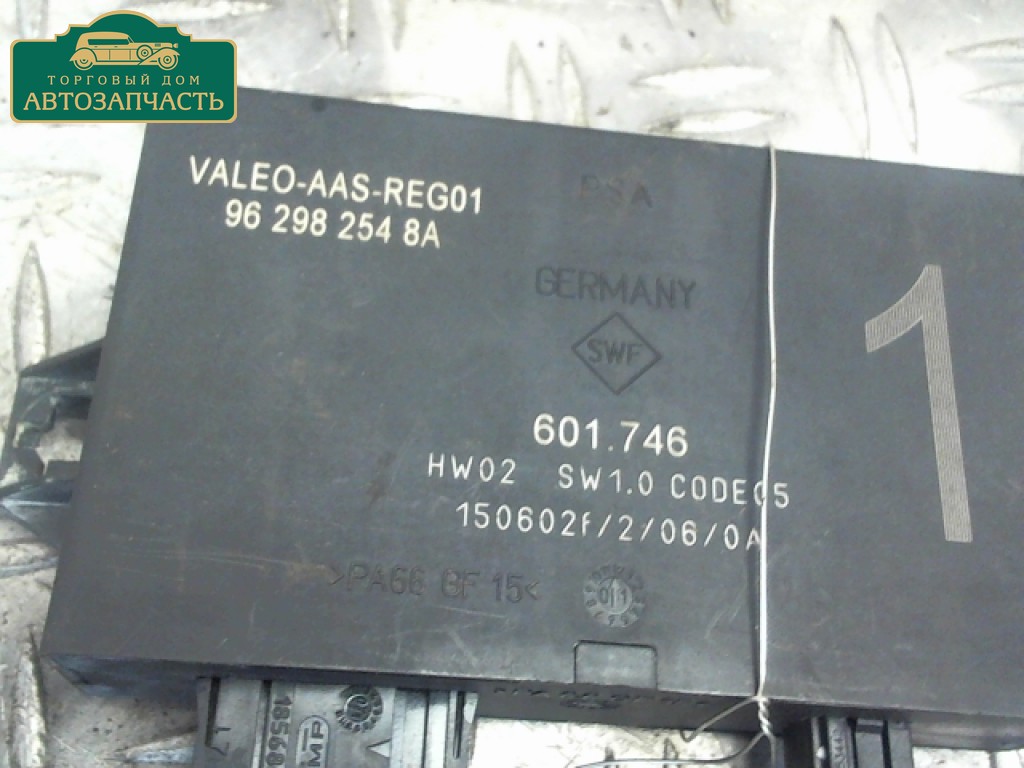 ТОРГОВЫЙ ДОМ
АВТОЗАПЧАСТЬ
VALEO-AAS-REG01
96 298 254 8A
PSA
GERMANY
SWF
1
601.746
HW02 SW1.0 CODE05
150602F/2/06/0A
>PA66 GF 15<